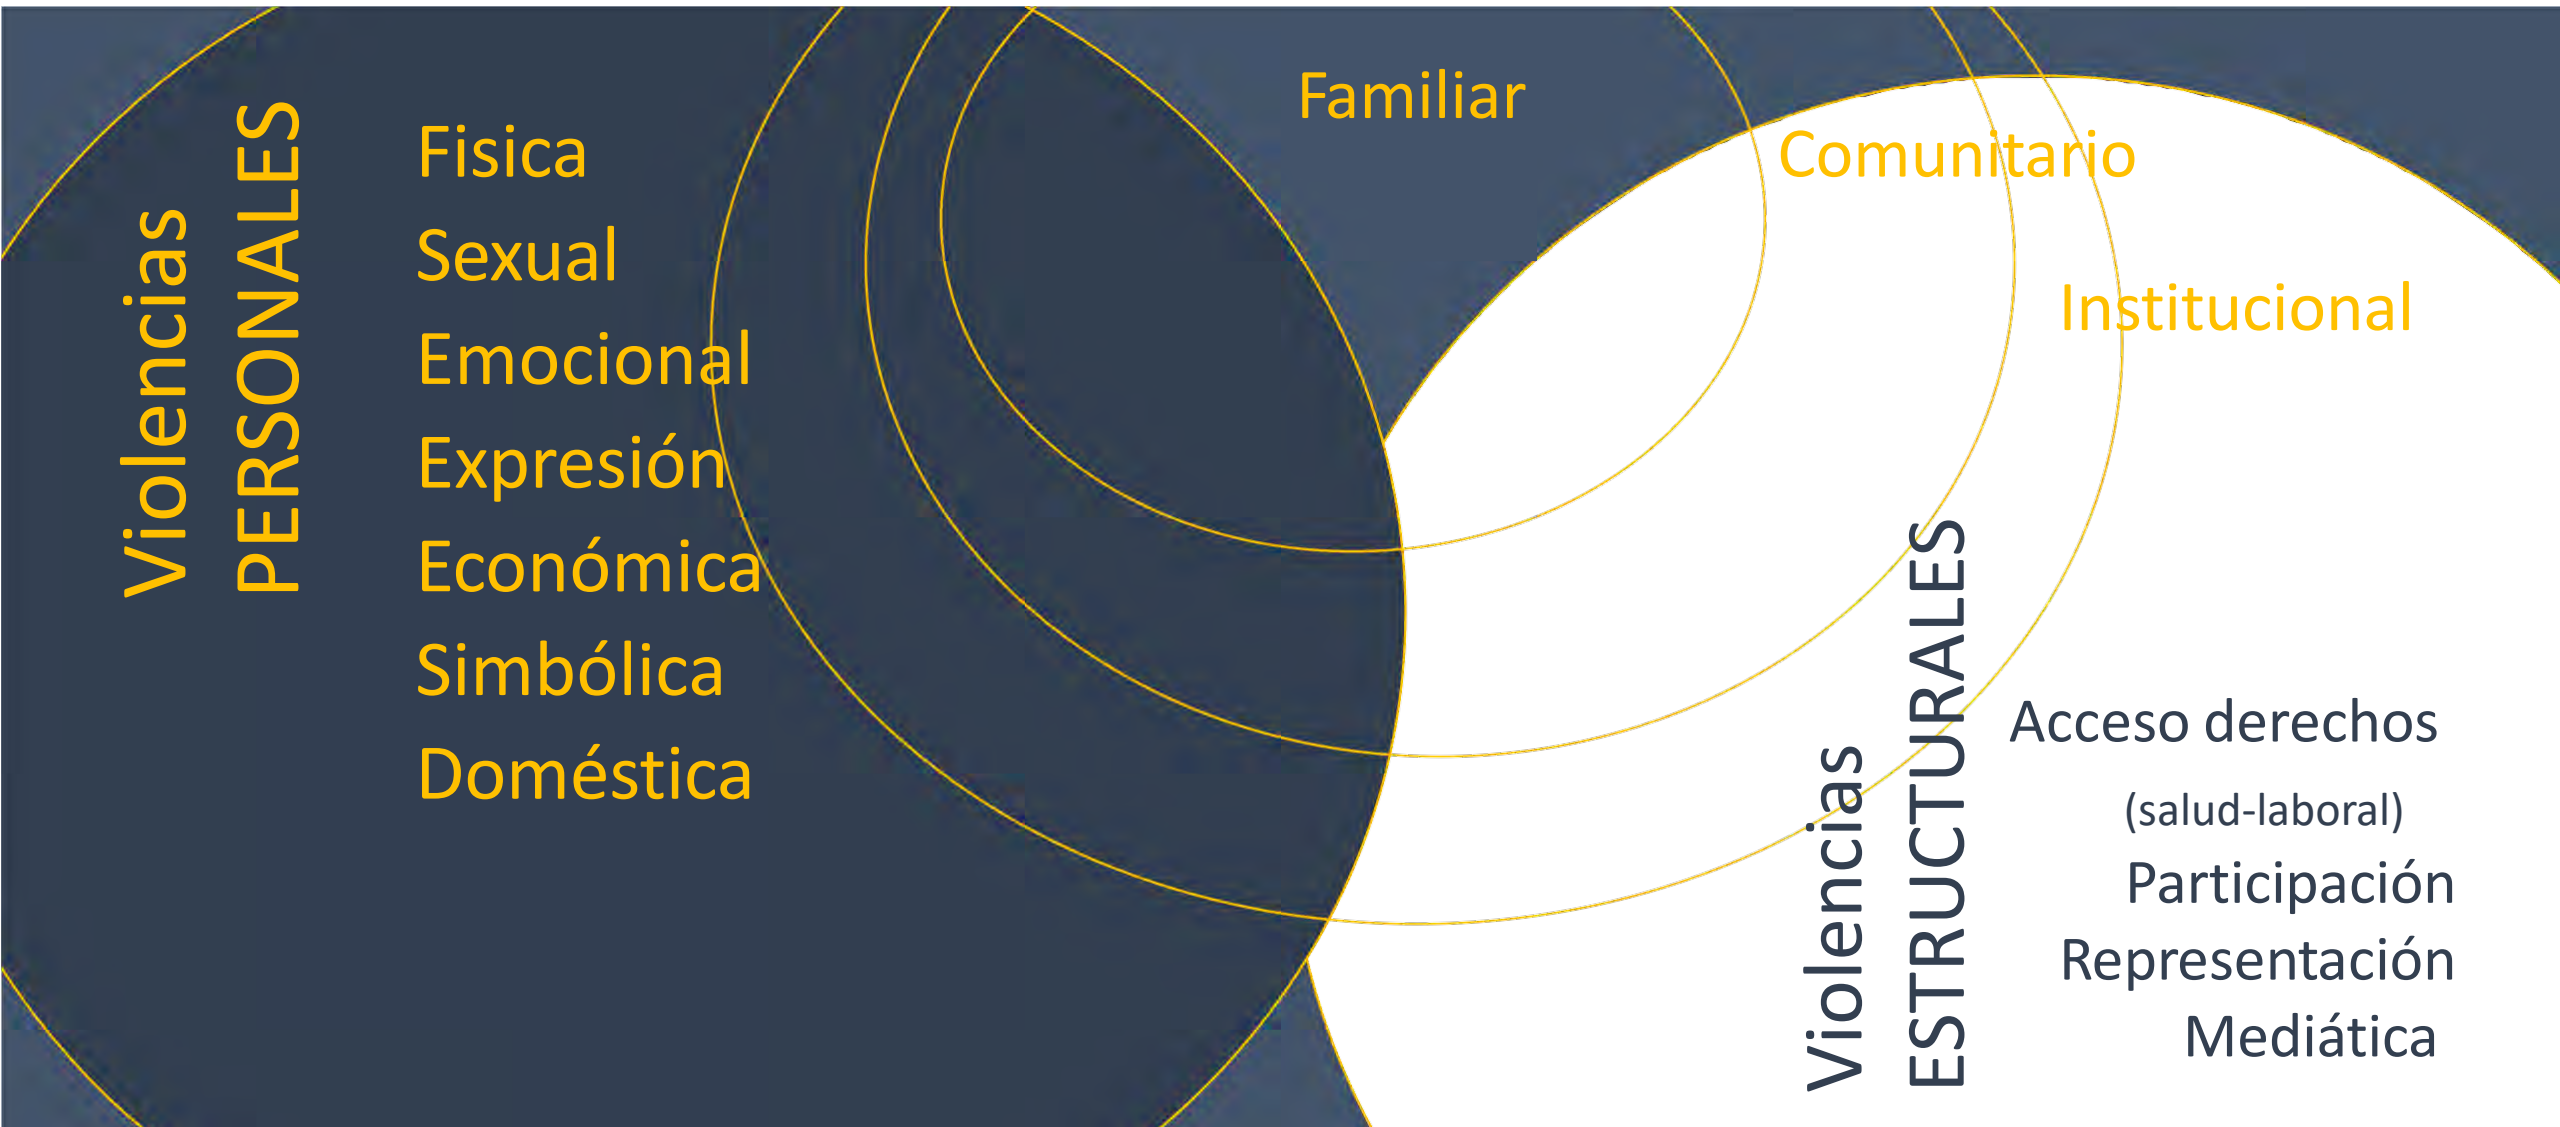 Violencias
PERSONALES
Fisica
Sexual
Emocional
Expresión
Económica
Simbólica
Doméstica
Familiar
Comunitario
Institucional
Violencias
ESTRUCTURALES
Acceso derechos
(salud-laboral)
Participación
Representación
Mediática